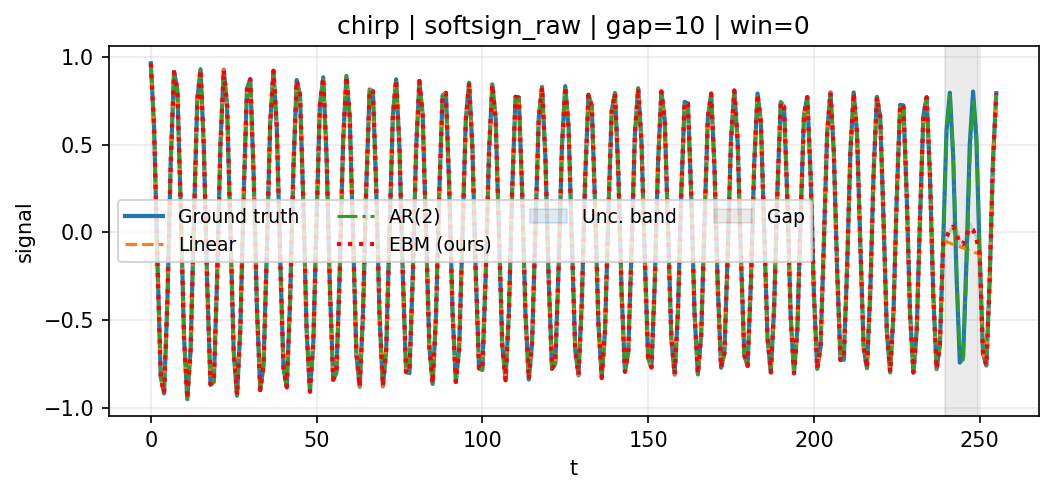 chirp | softsign_raw | gap=10 | win=0
1.0
0.5
0.0
−0.5
−1.0
signal
Ground truth
Linear
AR(2)
EBM (ours)
Unc. band
Gap
0 50 100 150 200 250
t